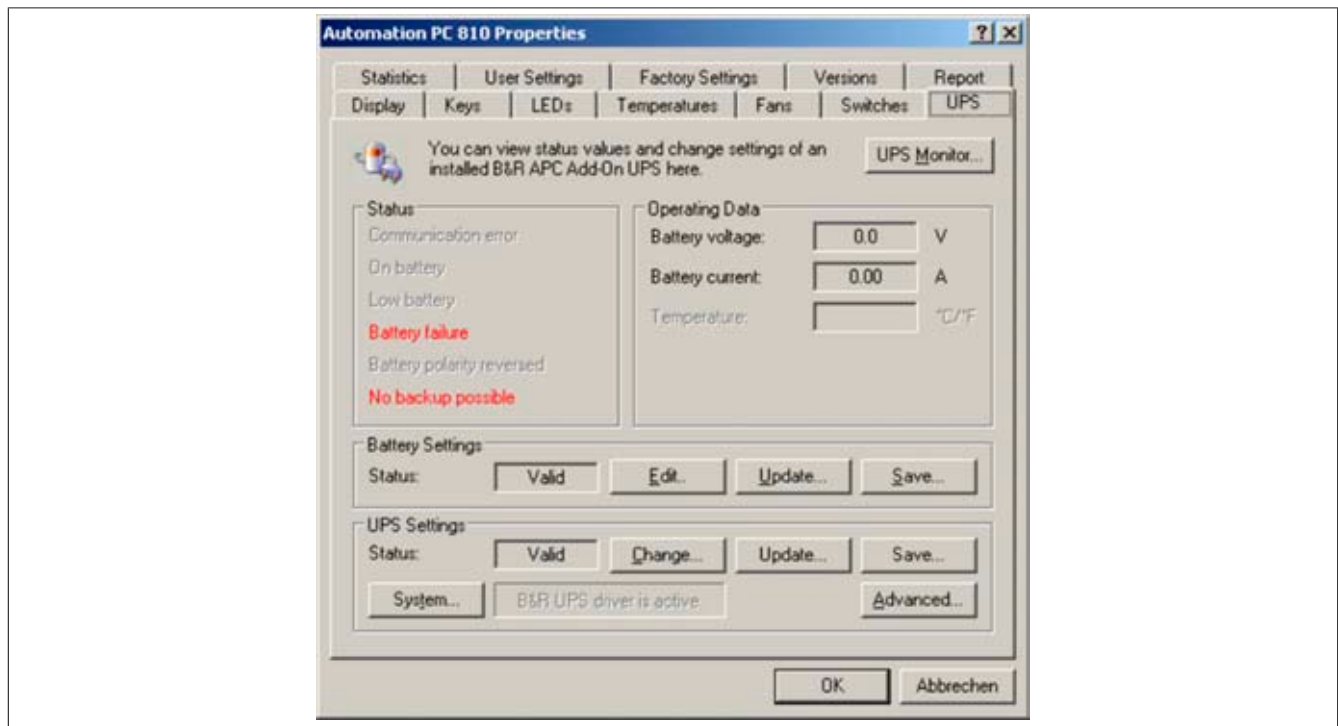 Automation PC 810 Properties
Statistics User Settings Factory Settings Versions Report
Display Keys LEDs Temperatures Fans Switches UPS
You can view status values and change settings of an
installed B&R APC Add-On UPS here.
UPS Monitor...
Status
Communication error
On battery
Low battery
Battery failure
Battery polarity reversed
No backup possible
Operating Data
Battery voltage: 0.0 V
Battery current: 0.00 A
Temperature: °C/°F
Battery Settings
Status: Valid Edit.. Update... Save...
UPS Settings
Status: Valid Change... Update... Save...
System... B&R UPS driver is active Advanced...
OK Abbrechen